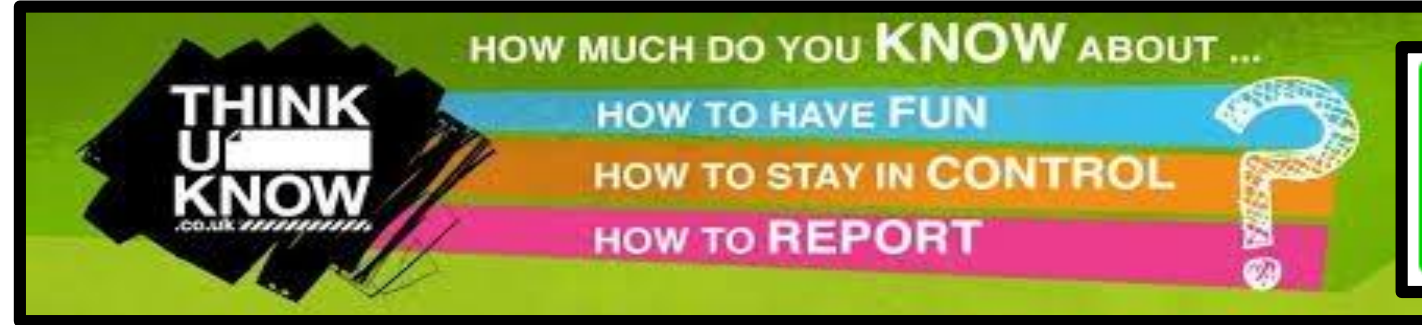 THINK
U
KNOW
.co.uk
HOW MUCH DO YOU KNOW ABOUT ...
HOW TO HAVE FUN
HOW TO STAY IN CONTROL
HOW TO REPORT
?